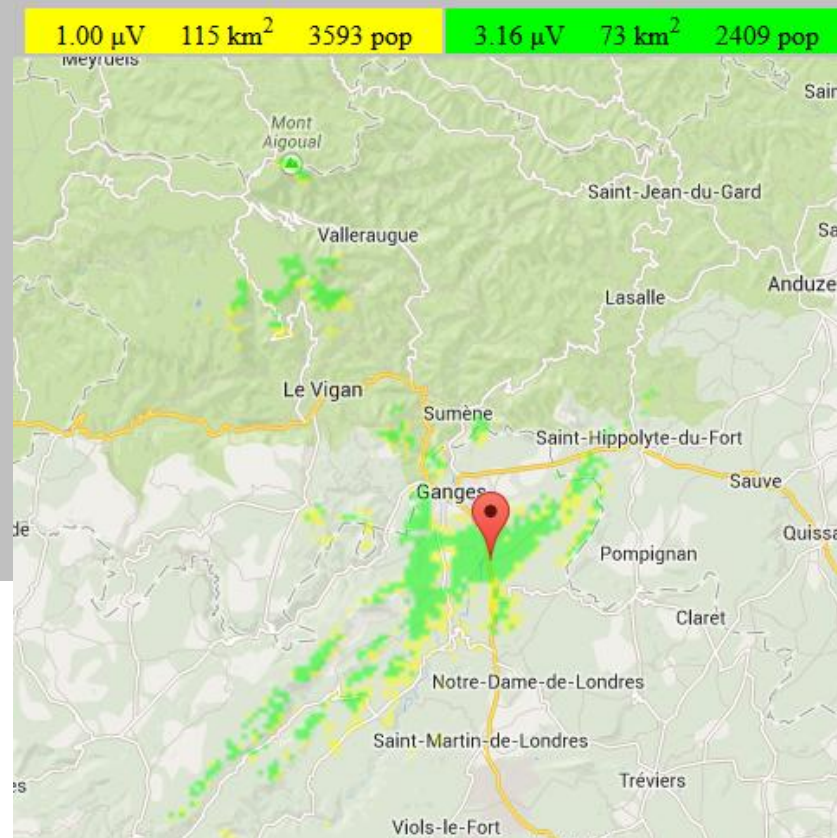 1.00 µV 115 km² 3593 pop 3.16 µV 73 km² 2409 pop
Meyrueis
Mont
Aigoual
Saint-Jean-du-Gard
Valleraugue
Anduze
Lasalle
Le Vigan
Sumène
Saint-Hippolyte-du-Fort
Sauve
Ganges
de
Quissa
Pompignan
Claret
Notre-Dame-de-Londres
Saint-Martin-de-Londres
Tréviers
Viols-le-Fort